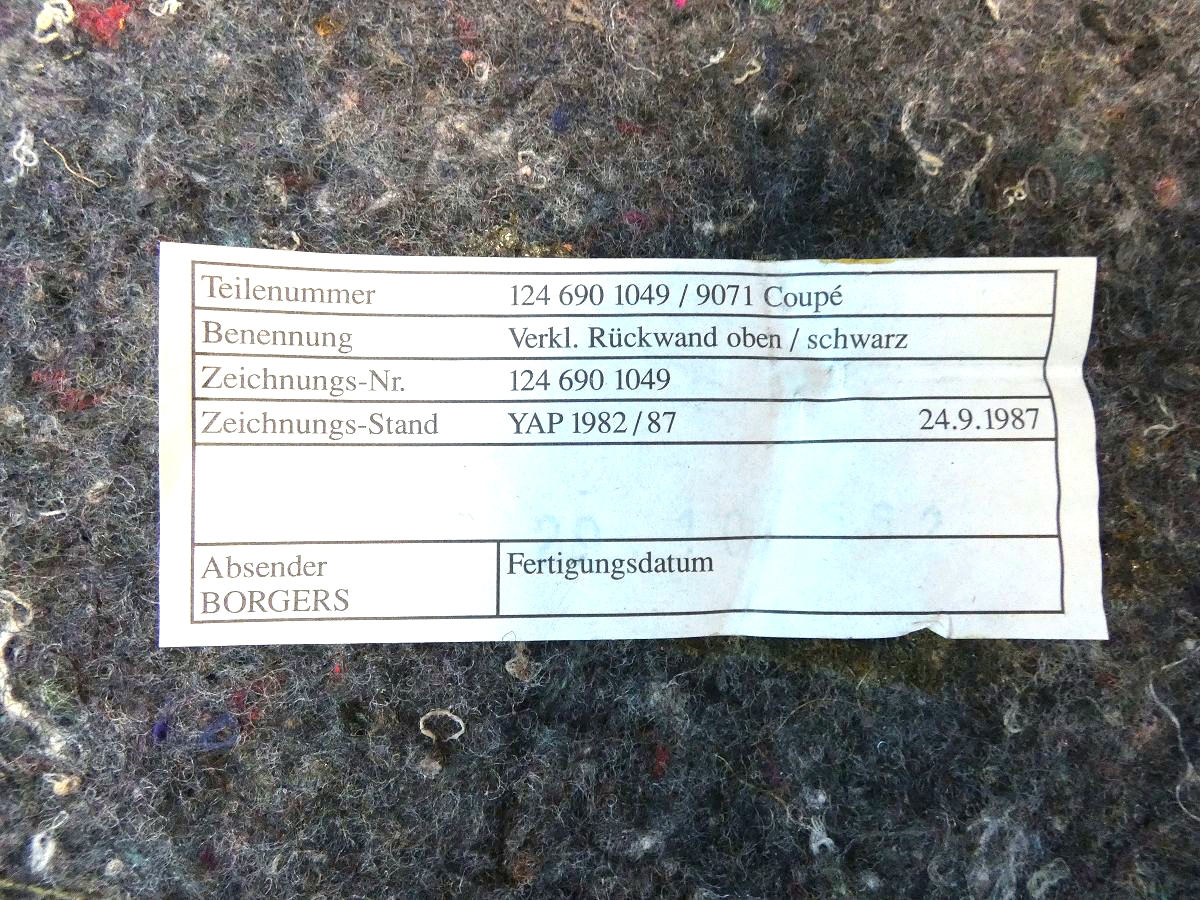 Teilenummer 124 690 1049 / 9071 Coupé
Benennung Verkl. Rückwand oben / schwarz
Zeichnungs-Nr. 124 690 1049
Zeichnungs-Stand YAP 1982/87 24.9.1987
Absender Fertigungsdatum
BORGERS